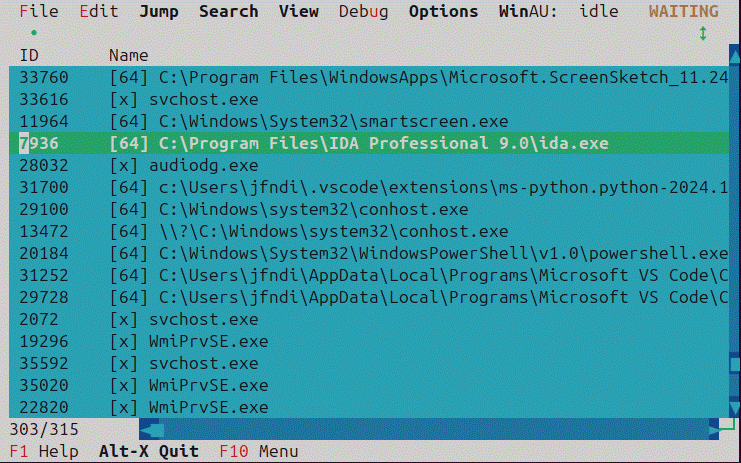 File Edit Jump Search View Debug Options WinAU: idle WAITING
ID Name
33760 [64] C:\Program Files\WindowsApps\Microsoft.ScreenSketch_11.24
33616 [x] svchost.exe
11964 [64] C:\Windows\System32\smartscreen.exe
7936 [64] C:\Program Files\IDA Professional 9.0\ida.exe
28032 [x] audiodg.exe
31700 [64] c:\Users\jfndi\.vscode\extensions\ms-python.python-2024.1
29100 [64] C:\Windows\system32\conhost.exe
13472 [64] \\?\C:\Windows\system32\conhost.exe
20184 [64] C:\Windows\System32\WindowsPowerShell\v1.0\powershell.exe
31252 [64] C:\Users\jfndi\AppData\Local\Programs\Microsoft VS Code\C
29728 [64] C:\Users\jfndi\AppData\Local\Programs\Microsoft VS Code\C
2072 [x] svchost.exe
19296 [x] WmiPrvSE.exe
35592 [x] svchost.exe
35020 [x] WmiPrvSE.exe
22820 [x] WmiPrvSE.exe
303/315
F1 Help Alt-X Quit F10 Menu